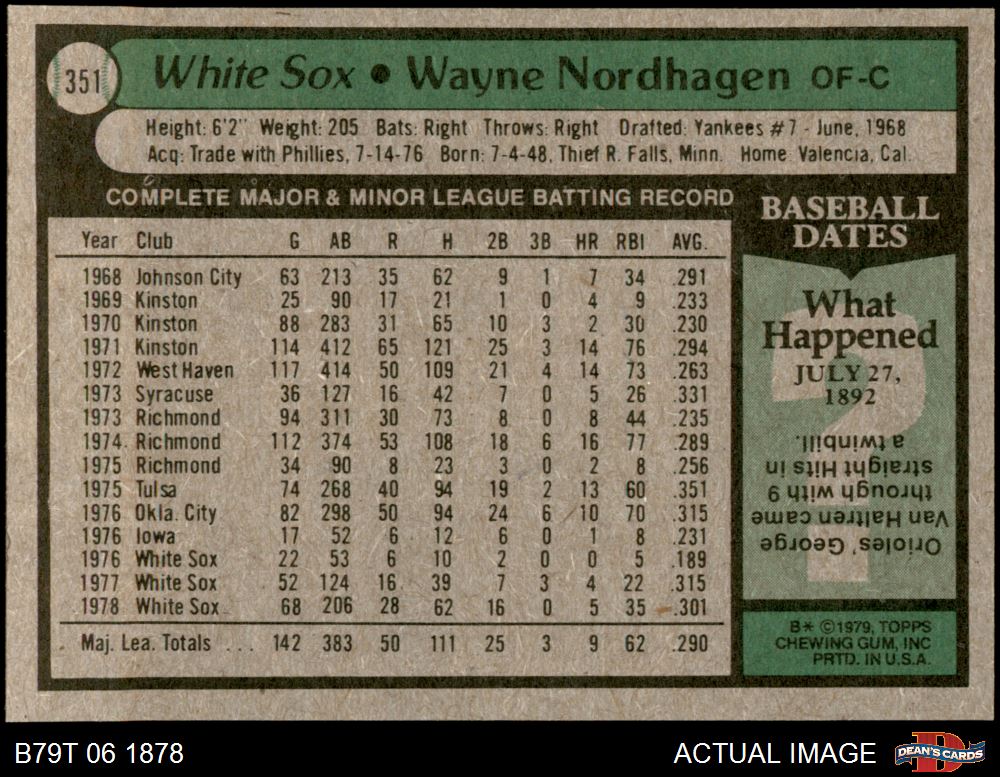 351 White Sox • Wayne Nordhagen OF-C
Height: 6'2" Weight: 205 Bats: Right Throws: Right Drafted: Yankees #7 - June, 1968
Acq: Trade with Phillies, 7-14-76 Born: 7-4-48, Thief R. Falls, Minn. Home: Valencia, Cal.
COMPLETE MAJOR & MINOR LEAGUE BATTING RECORD
Year Club G AB R H 2B 3B HR RBI AVG.
1968 Johnson City 63 213 35 62 9 1 7 34 .291
1969 Kinston 25 90 17 21 1 0 4 9 .233
1970 Kinston 88 283 31 65 10 3 2 30 .230
1971 Kinston 114 412 65 121 25 3 14 76 .294
1972 West Haven 117 414 50 109 21 4 14 73 .263
1973 Syracuse 36 127 16 42 7 0 5 26 .331
1973 Richmond 94 311 30 73 8 0 8 44 .235
1974 Richmond 112 374 53 108 18 6 16 77 .289
1975 Richmond 34 90 8 23 3 0 2 8 .256
1975 Tulsa 74 268 40 94 19 2 13 60 .351
1976 Okla. City 82 298 50 94 24 6 10 70 .315
1976 Iowa 17 52 6 12 6 0 1 8 .231
1976 White Sox 22 53 6 10 2 0 0 5 .189
1977 White Sox 52 124 16 39 7 3 4 22 .315
1978 White Sox 68 206 28 62 16 0 5 35 .301
Maj. Lea. Totals . . . 142 383 50 111 25 3 9 62 .290
BASEBALL
DATES
What
Happened
JULY 27,
1892
Orioles' George
Van Haltren came
through with 9
straight Hits in
a twinbill.
B* ©1979, TOPPS
CHEWING GUM, INC
PRTD. IN U.S.A.
B79T 06 1878
ACTUAL IMAGE
DEAN'S CARDS